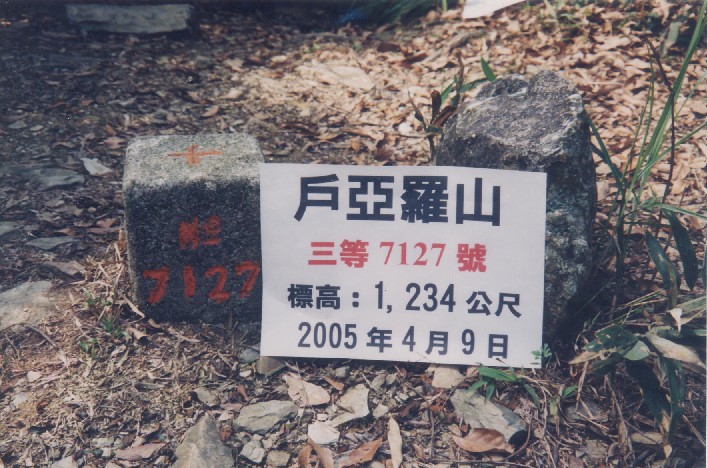 戶亞羅山
三等 7127 號
標高：1, 234 公尺
2005 年 4 月 9 日
7127